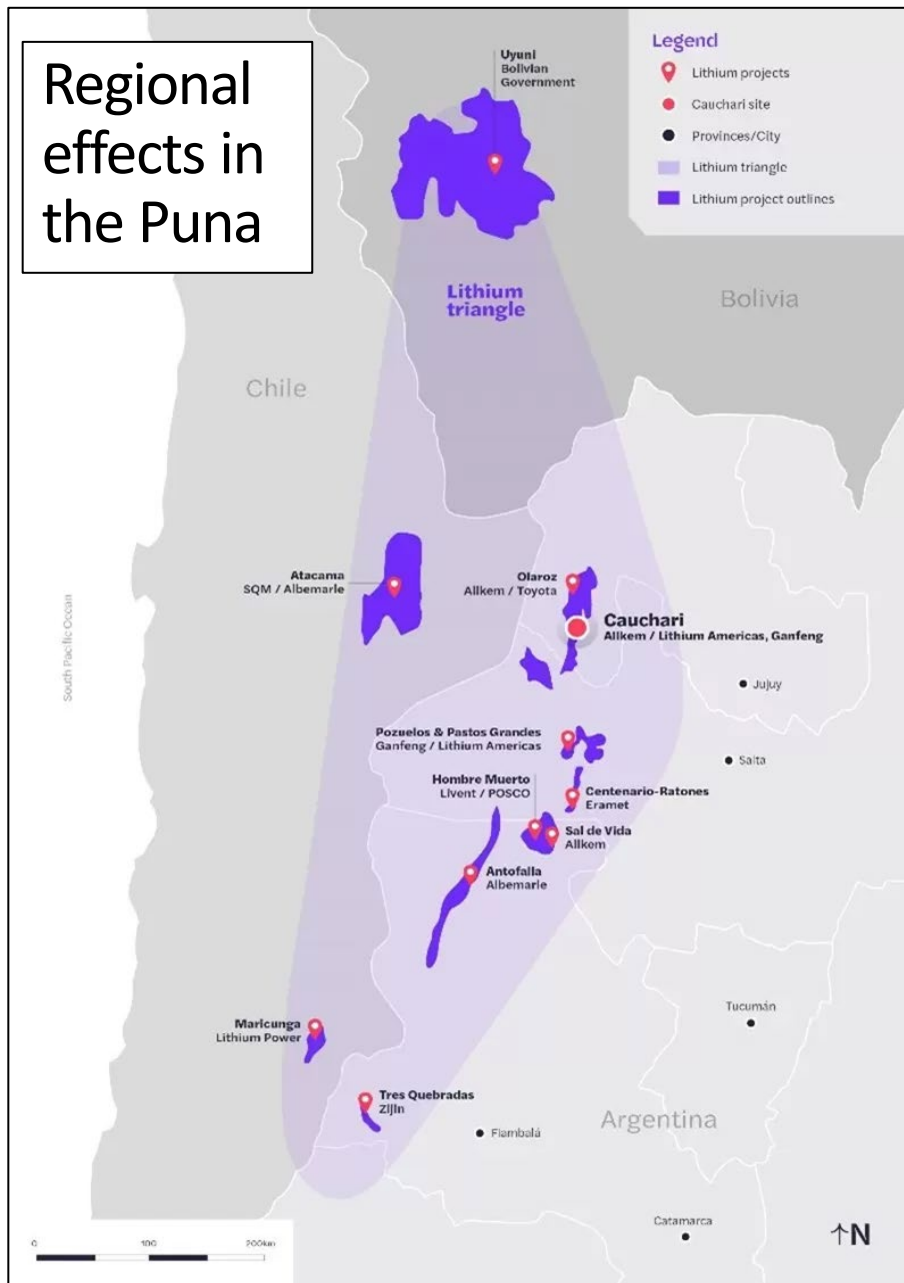 Regional
effects in
the Puna
Legend
Lithium projects
Cauchari site
Provinces/City
Lithium triangle
Lithium project outlines
Uyuni
Bolivian
Government
Lithium
triangle
Bolivia
Chile
South Pacific Ocean
Atacama
SQM / Albemarle
Olaroz
Allkem / Toyota
Cauchari
Allkem / Lithium Americas, Ganfeng
Jujuy
Pozuelos & Pastos Grandes
Ganfeng / Lithium Americas
Salta
Hombre Muerto
Livent / POSCO
Centenario-Ratones
Eramet
Sal de Vida
Allkem
Antofalla
Albemarle
Tucumán
Maricunga
Lithium Power
Tres Quebradas
Zijin
Argentina
Fiambalá
Catamarca
↑N
0 100 200km